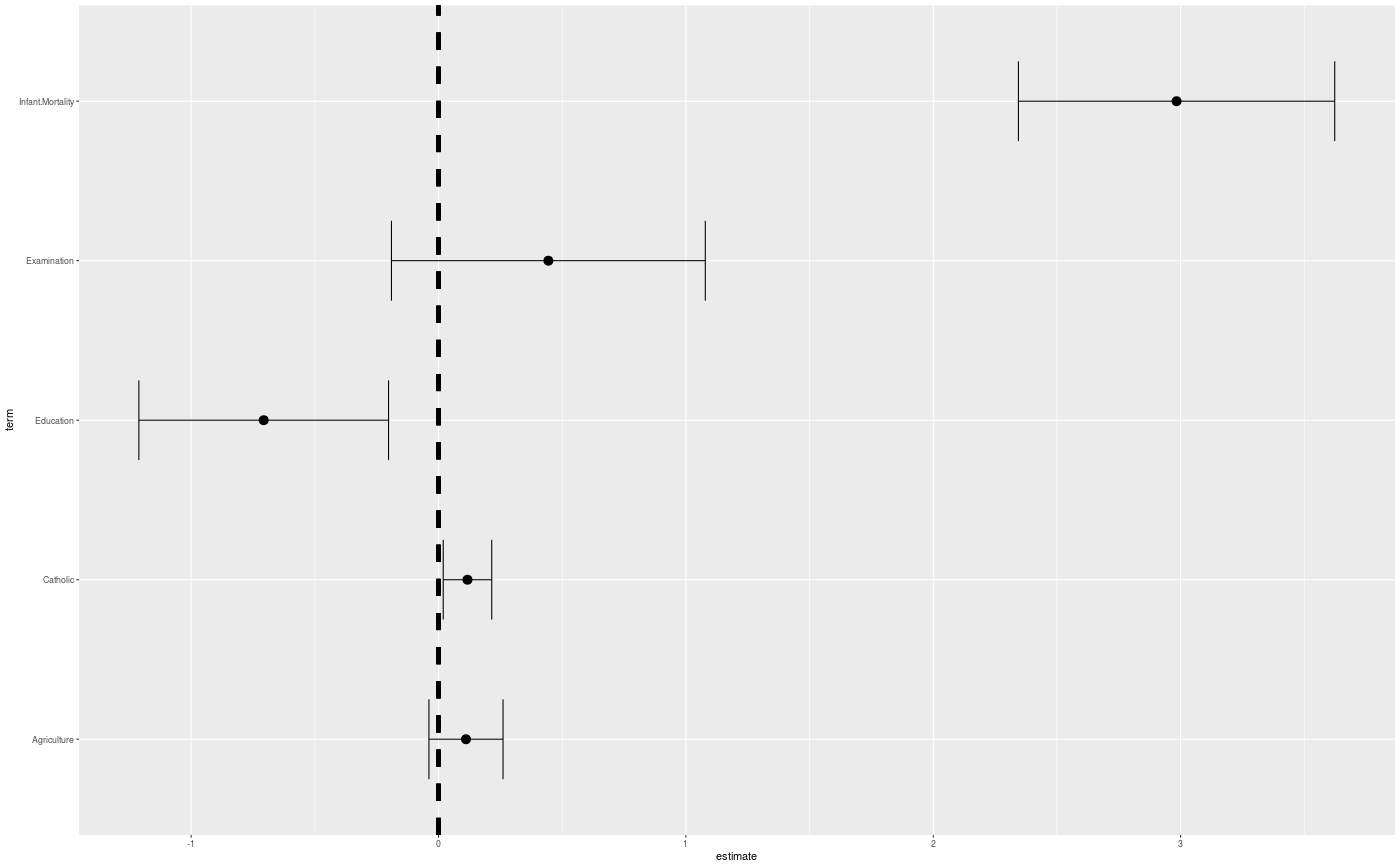 Infant.Mortality
Examination
Education
Catholic
Agriculture
term
-1 0 1 2 3
estimate